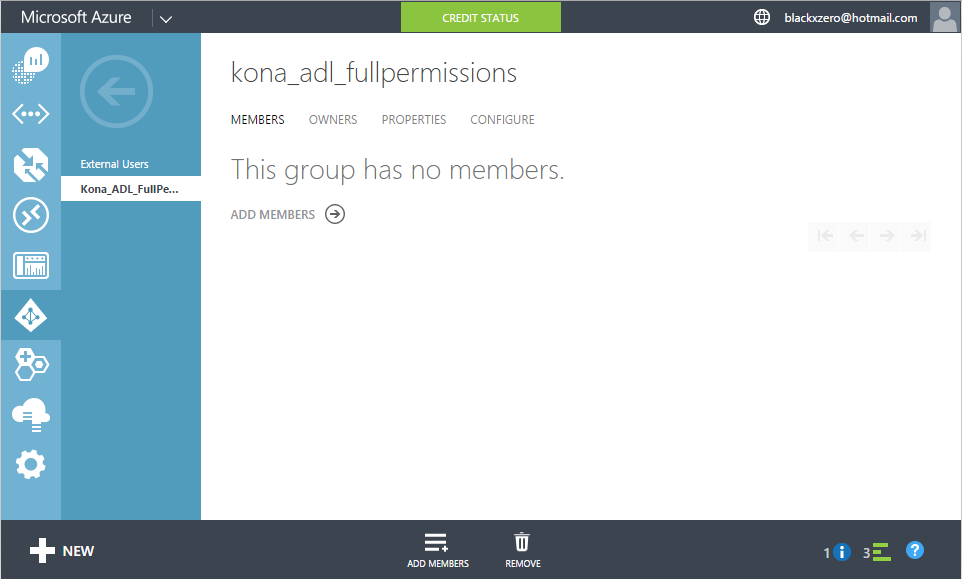 Microsoft Azure
CREDIT STATUS
blackxzero@hotmail.com
External Users
Kona_ADL_FullPe...
kona_adl_fullpermissions
MEMBERS OWNERS PROPERTIES CONFIGURE
This group has no members.
ADD MEMBERS
NEW
ADD MEMBERS
REMOVE
1 i
3
?